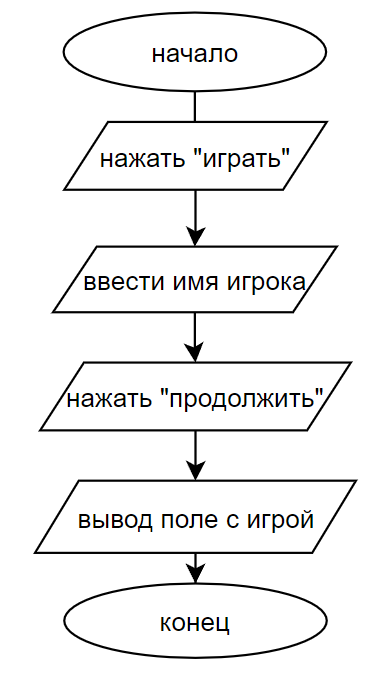 начало
нажать "играть"
ввести имя игрока
нажать "продолжить"
вывод поле с игрой
конец